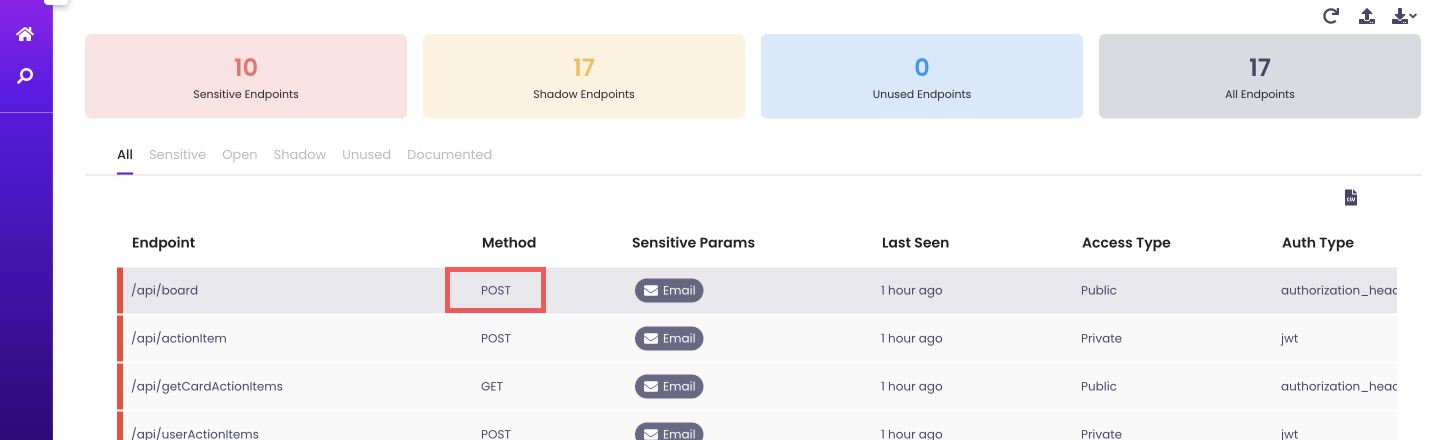 10
Sensitive Endpoints
17
Shadow Endpoints
0
Unused Endpoints
17
All Endpoints
All Sensitive Open Shadow Unused Documented
CSV
Endpoint Method Sensitive Params Last Seen Access Type Auth Type
/api/board POST Email 1 hour ago Public authorization_head
/api/actionItem POST Email 1 hour ago Private jwt
/api/getCardActionItems GET Email 1 hour ago Public authorization_head
/api/userActionItems POST Email 1 hour ago Private jwt